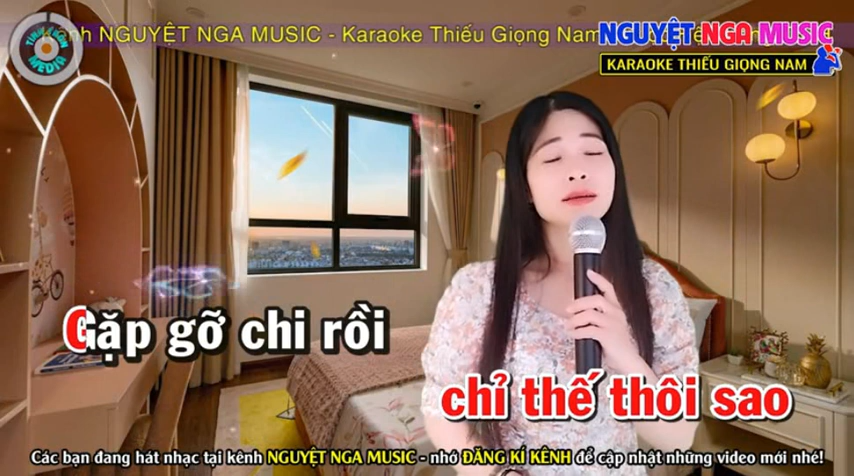 Kênh NGUYỆT NGA MUSIC - Karaoke Thiếu Giọng Nam
NGUYỆT NGA MUSIC
KARAOKE THIẾU GIỌNG NAM
MEDIA
Gặp gỡ chi rồi
chỉ thế thôi sao
Các bạn đang hát nhạc tại kênh NGUYỆT NGA MUSIC - nhớ ĐĂNG KÍ KÊNH để cập nhật những video mới nhé!